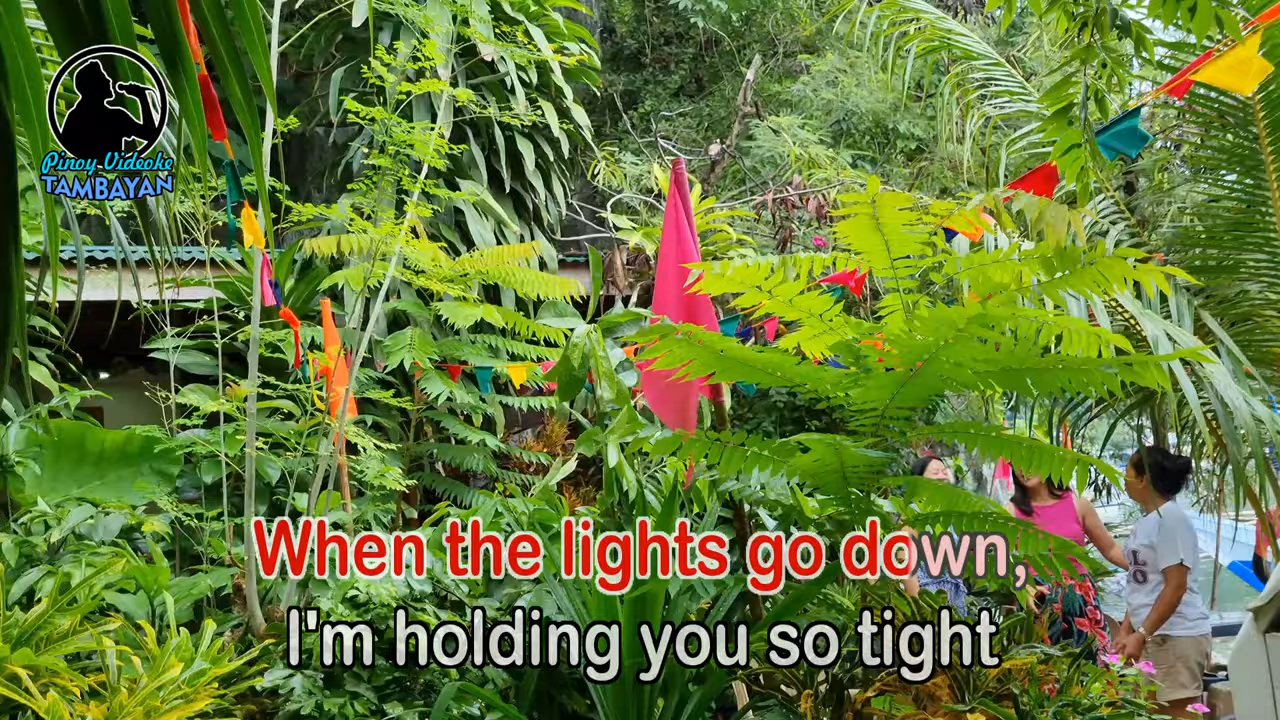 Pinoy Videoke
TAMBAYAN
When the lights go down,
I'm holding you so tight